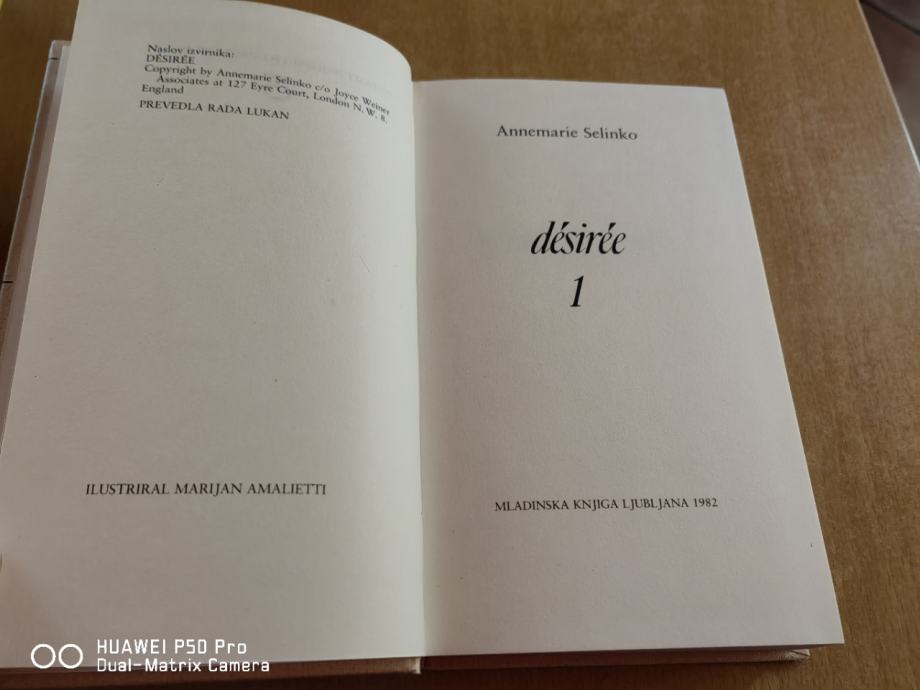 Naslov izvirnika:
DÉSIRÉE
Copyright by Annemarie Selinko c/o Joyce Weiner
Associates at 127 Eyre Court, London N. W. 8.
England
PREVEDLA RADA LUKAN
ILUSTRIRAL MARIJAN AMALIETTI
Annemarie Selinko
désirée
1
MLADINSKA KNJIGA LJUBLJANA 1982
HUAWEI P50 Pro
Dual-Matrix Camera